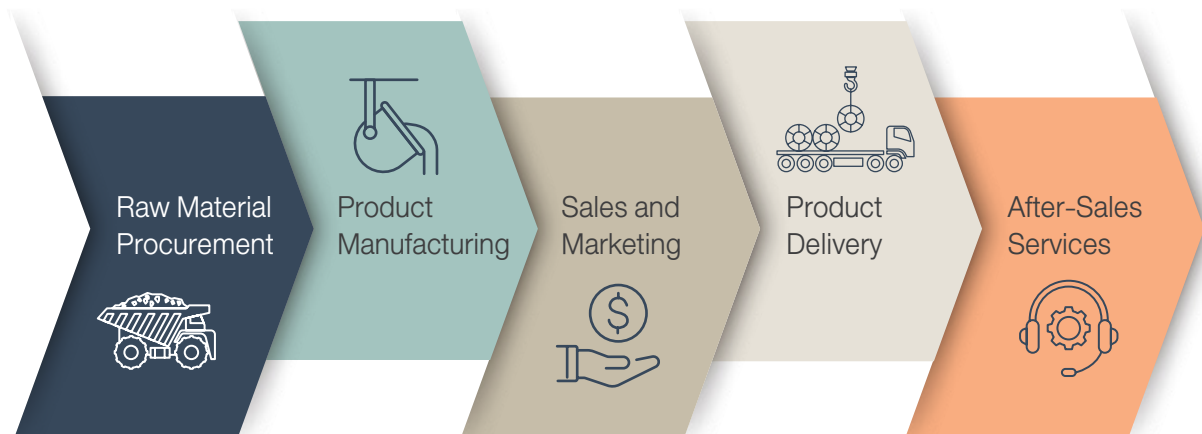 Raw Material
Procurement
Product
Manufacturing
Sales and
Marketing
$
Product
Delivery
After-Sales
Services